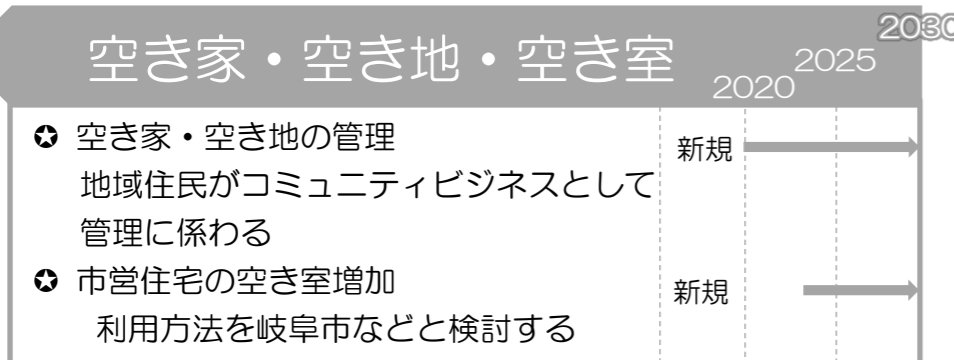 空き家・空き地・空き室
2020
2025
2030
✪ 空き家・空き地の管理
新規
地域住民がコミュニティビジネスとして
管理に係わる
✪ 市営住宅の空き室増加
新規
利用方法を岐阜市などと検討する